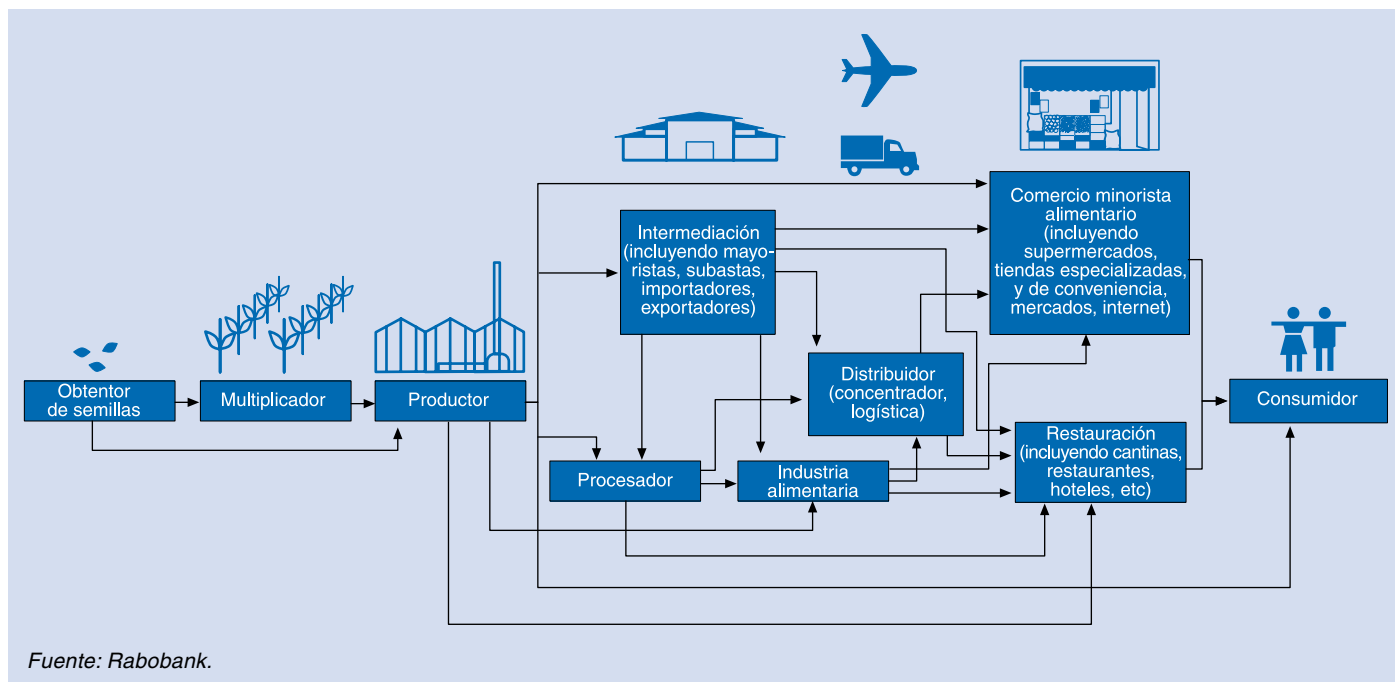 Obtentor
de semillas
Multiplicador
Productor
Intermediación
(incluyendo mayo-
ristas, subastas,
importadores,
exportadores)
Procesador
Industria
alimentaria
Distribuidor
(concentrador,
logística)
Comercio minorista
alimentario
(incluyendo
supermercados,
tiendas especializadas,
y de conveniencia,
mercados, internet)
Restauración
(incluyendo cantinas,
restaurantes,
hoteles, etc)
Consumidor
Fuente: Rabobank.